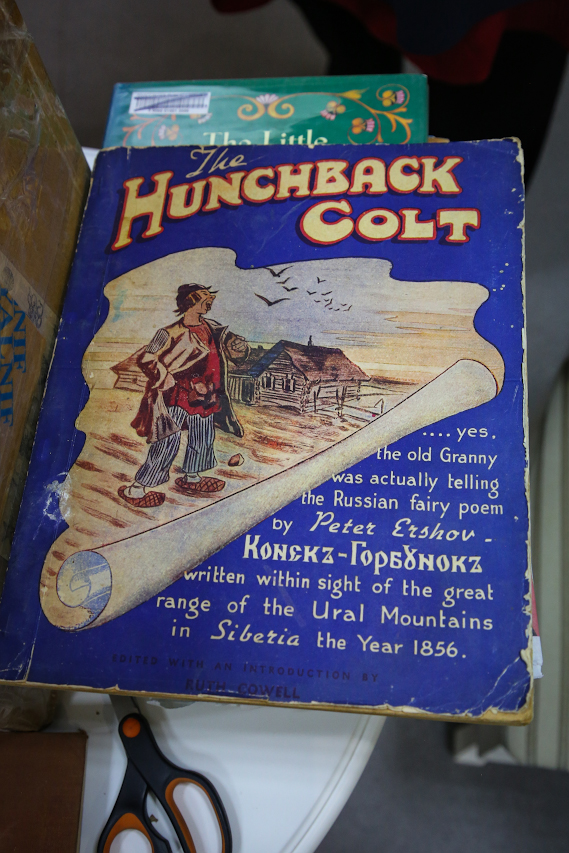 The Little
The
HUNCHBACK
COLT
....yes.
the old Granny
was actually telling
the Russian fairy poem
by Peter Ershov -
Конєкъ-Горбȣнокъ
written within sight of the great
range of the Ural Mountains
in Siberia the Year 1856.
EDITED WITH AN INTRODUCTION BY
RUTH COWELL